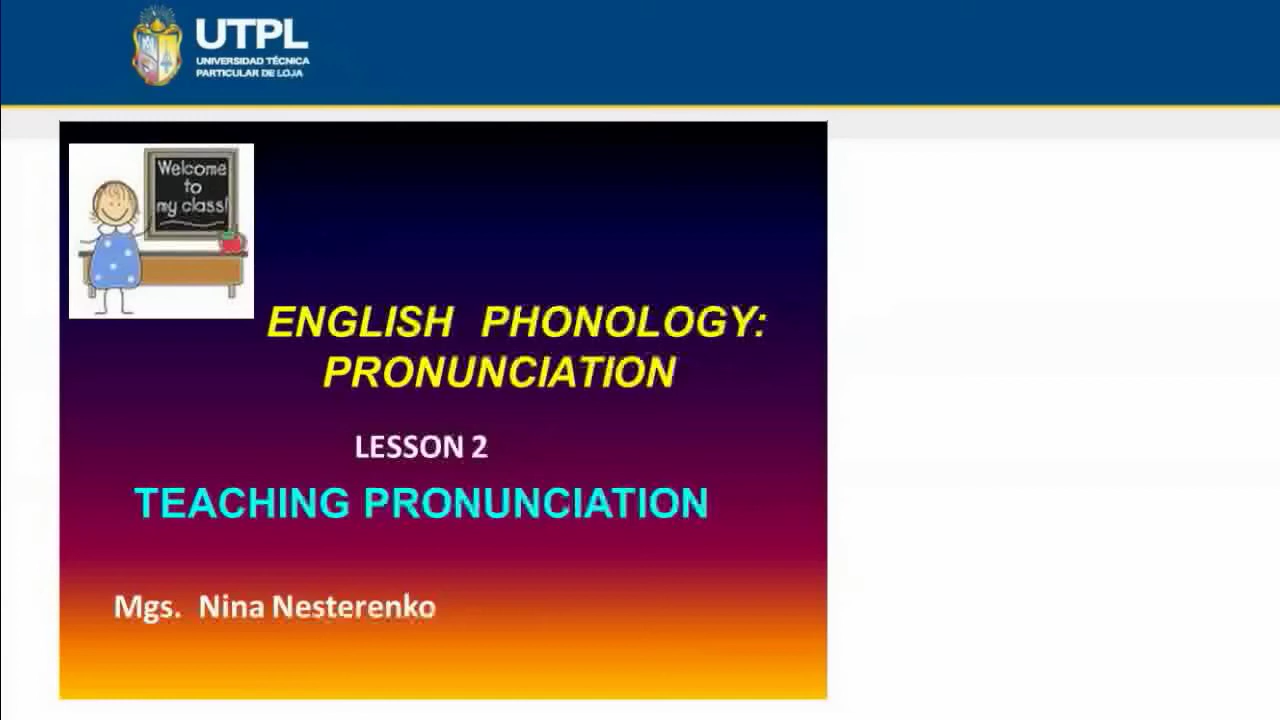 UTPL
UNIVERSIDAD TÉCNICA
PARTICULAR DE LOJA
Welcome
to
my class!
ENGLISH PHONOLOGY:
PRONUNCIATION
LESSON 2
TEACHING PRONUNCIATION
Mgs. Nina Nesterenko